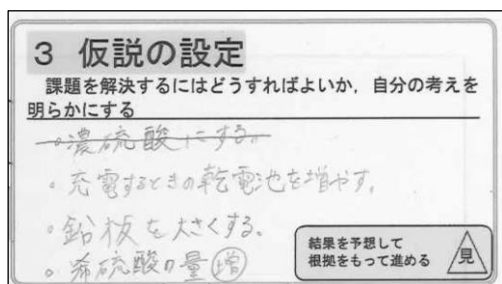 3 仮説の設定
課題を解決するにはどうすればよいか，自分の考えを
明らかにする
。濃硫酸にする。
。充電するときの乾電池を増やす。
。鉛板を大きくする。
。希硫酸の量 増
結果を予想して
根拠をもって進める
見